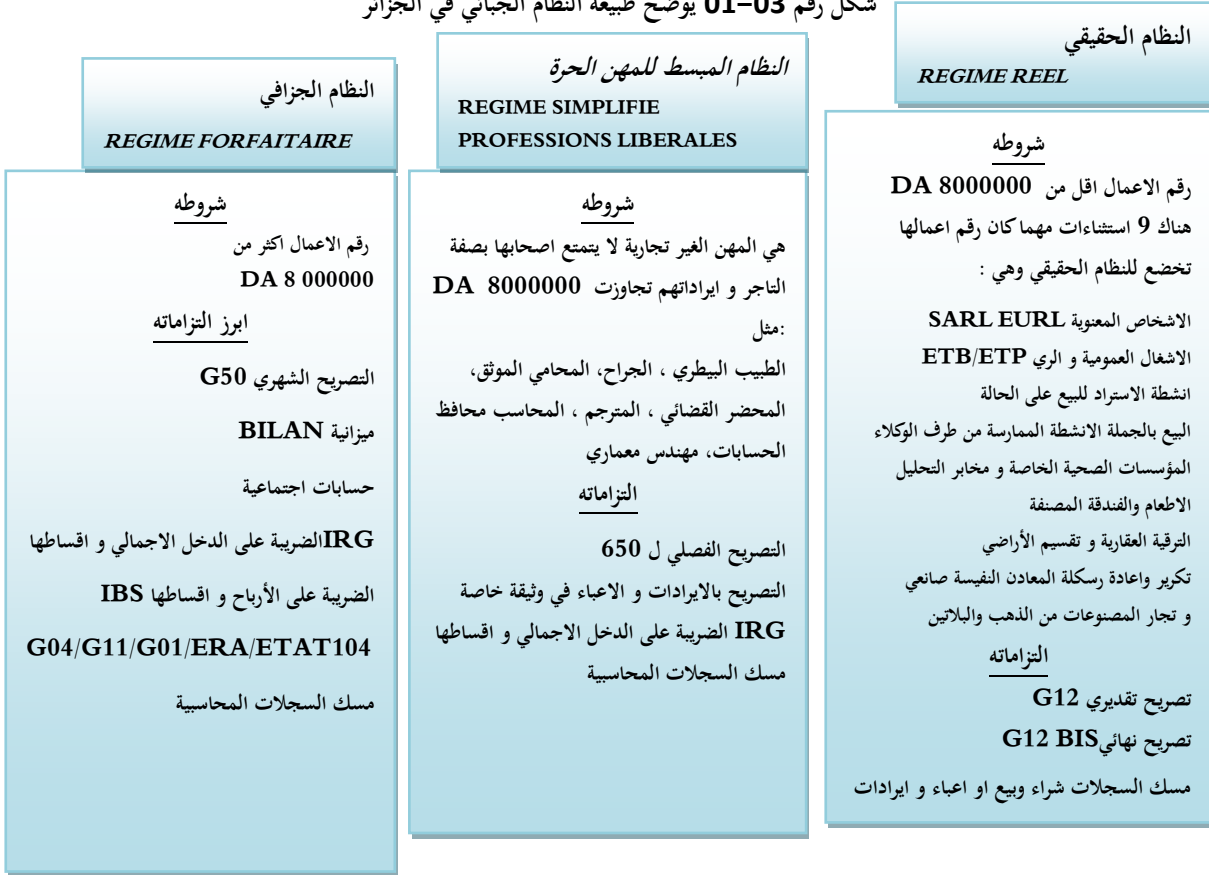 شكل رقم 03-01 يوضح طبيعة النظام الجبائي في الجزائر
النظام الحقيقي
REGIME REEL
شروطه
رقم الاعمال اقل من DA 8000000
هناك 9 استثناءات مهما كان رقم اعمالها
تخضع للنظام الحقيقي وهي :
الاشخاص المعنوية SARL EURL
الاشغال العمومية و الري ETB/ETP
انشطة الاستراد للبيع على الحالة
البيع بالجملة الانشطة الممارسة من طرف الوكلاء
المؤسسات الصحية الخاصة و مخابر التحليل
الاطعام والفندقة المصنفة
الترقية العقارية و تقسيم الأراضي
تكرير واعادة رسكلة المعادن النفيسة صانعي
و تجار المصنوعات من الذهب والبلاتين
التزاماته
تصريح تقديري G12
تصريح نهائيG12 BIS
مسك السجلات شراء وبيع او اعباء و ايرادات
النظام المبسط للمهن الحرة
REGIME SIMPLIFIE
PROFESSIONS LIBERALES
شروطه
هي المهن الغير تجارية لا يتمتع اصحابها بصفة
التاجر و ايراداتهم تجاوزت DA 8000000
:مثل
الطبيب البيطري ، الجراح، المحامي الموثق،
المحضر القضائي ، المترجم ، المحاسب محافظ
الحسابات، مهندس معماري
التزاماته
التصريح الفصلي ل 650
التصريح بالايرادات و الاعباء في وثيقة خاصة
IRG الضريبة على الدخل الاجمالي و اقساطها
مسك السجلات المحاسبية
النظام الجزافي
REGIME FORFAITAIRE
شروطه
رقم الاعمال اكثر من
DA 8 000000
ابرز التزاماته
التصريح الشهري G50
ميزانية BILAN
حسابات اجتماعية
IRGالضريبة على الدخل الاجمالي و اقساطها
الضريبة على الأرباح و اقساطها IBS
G04/G11/G01/ERA/ETAT104
مسك السجلات المحاسبية